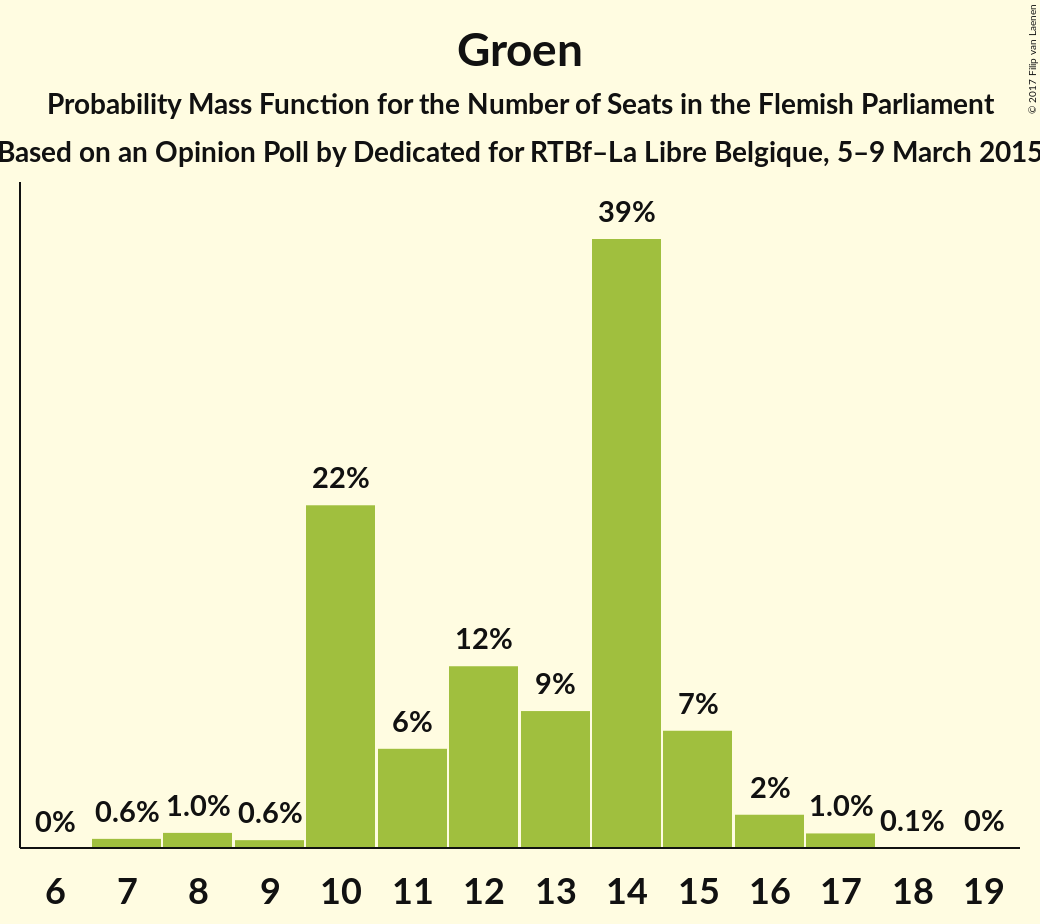 Groen
Probability Mass Function for the Number of Seats in the Flemish Parliament
Based on an Opinion Poll by Dedicated for RTBf–La Libre Belgique, 5–9 March 2015
© 2017 Filip van Laenen
39%
22%
12%
9%
7%
6%
2%
1.0%
1.0%
0.6%
0.6%
0%
0.1%
0%
6 7 8 9 10 11 12 13 14 15 16 17 18 19